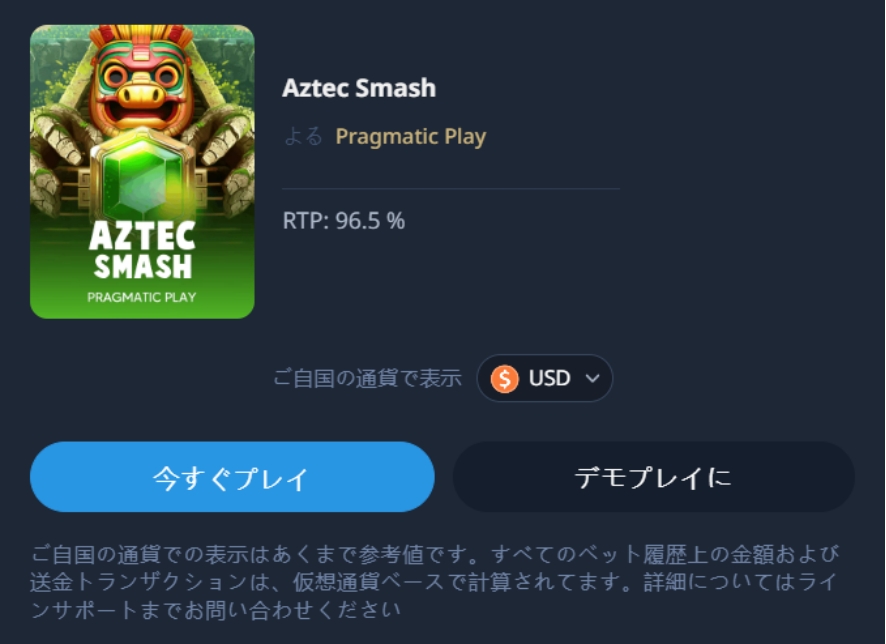 AZTEC
SMASH
PRAGMATIC PLAY
Aztec Smash
よる Pragmatic Play
RTP: 96.5 %
ご自国の通貨で表示
$ USD
今すぐプレイ
デモプレイに
ご自国の通貨での表示はあくまで参考値です。すべてのベット履歴上の金額および
送金トランザクションは、仮想通貨ベースで計算されてます。詳細についてはライ
ンサポートまでお問い合わせください